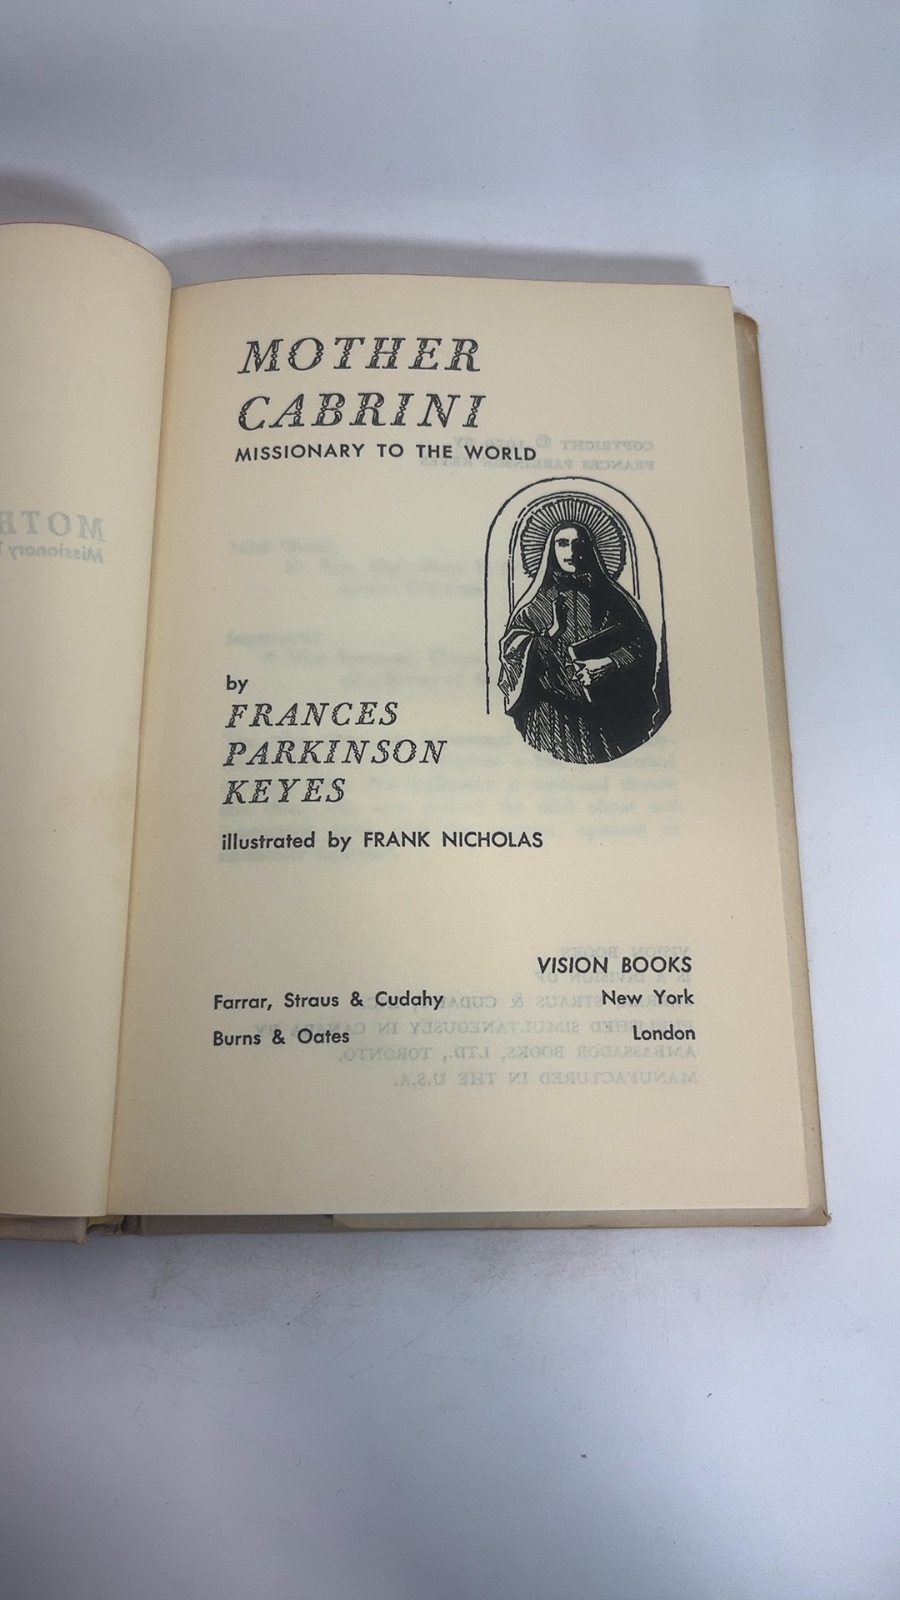 MOTHER
CABRINI
MISSIONARY TO THE WORLD
by
FRANCES
PARKINSON
KEYES
illustrated by FRANK NICHOLAS
VISION BOOKS
Farrar, Straus & Cudahy New York
Burns & Oates London